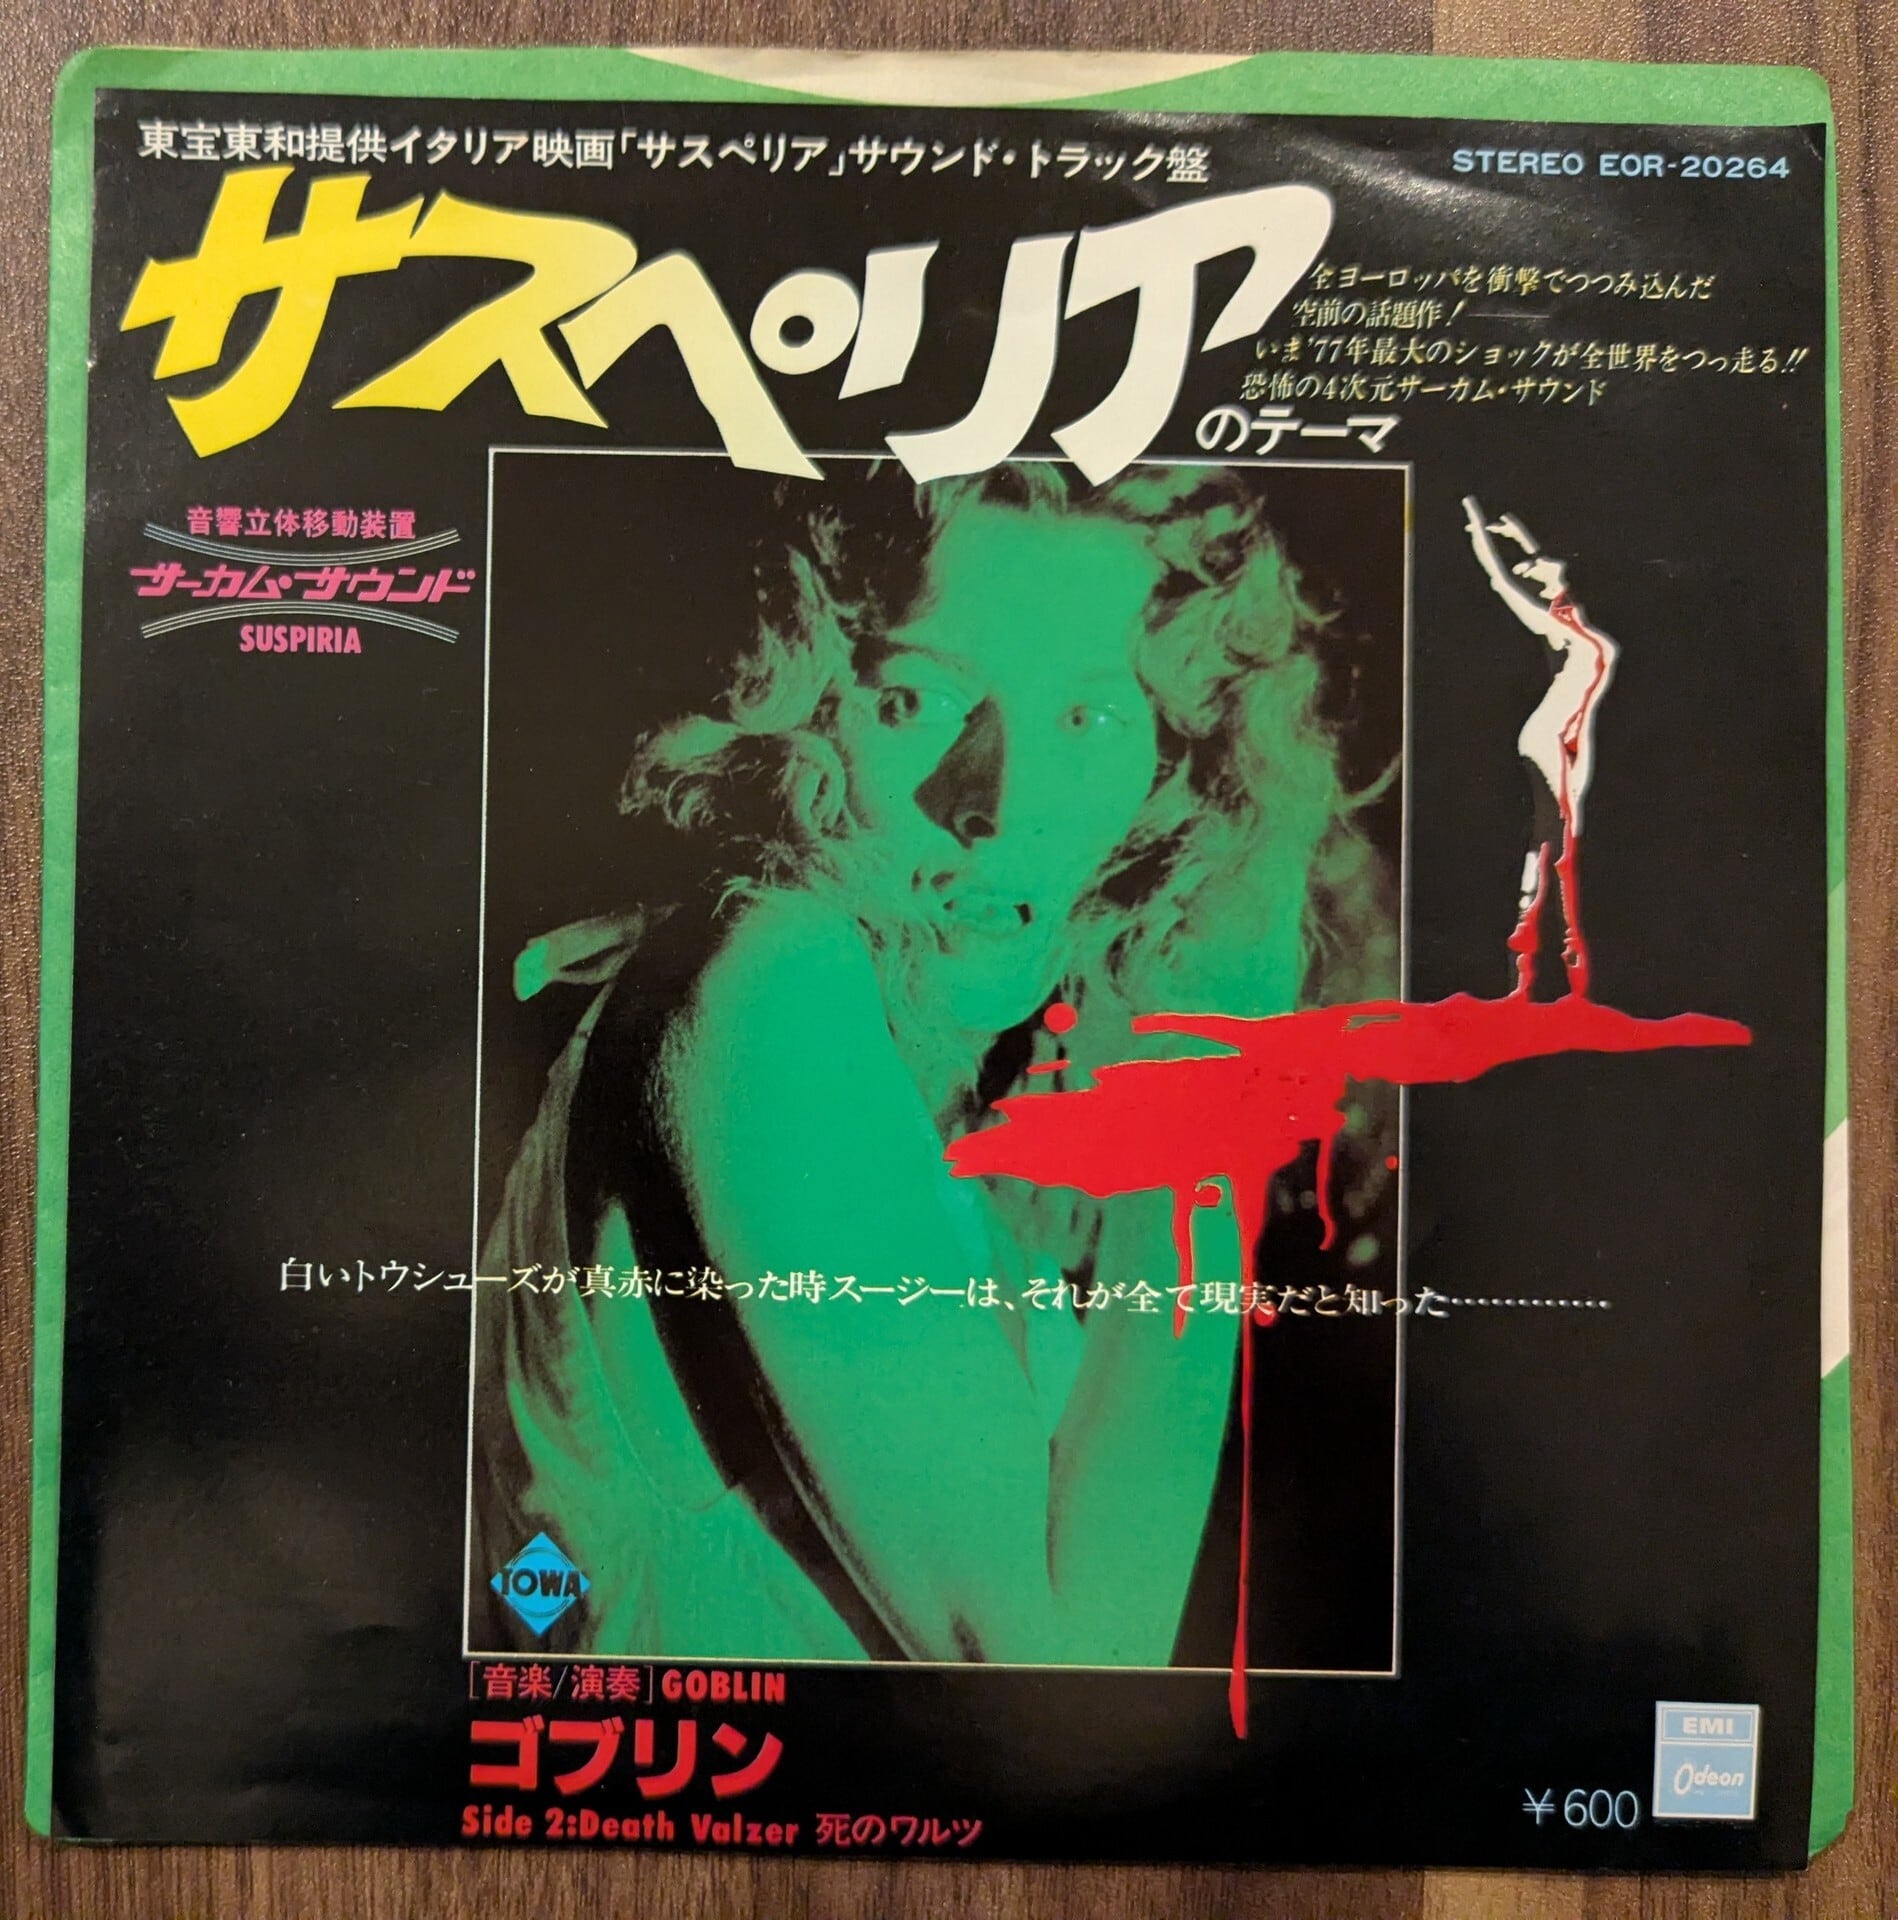 東宝東和提供イタリア映画「サスペリア」サウンド・トラック盤
STEREO EOR-20264
サスペリア
のテーマ
全ヨーロッパを衝撃でつつみ込んだ
空前の話題作!――
いま'77年最大のショックが全世界をつっ走る!!
恐怖の4次元サーカム・サウンド
音響立体移動装置
サーカム・サウンド
SUSPIRIA
白いトウシューズが真赤に染った時スージーは、それが全て現実だと知った…………
TOWA
[音楽/演奏] GOBLIN
ゴブリン
Side 2:Death Valzer 死のワルツ
¥600
EMI
Odeon